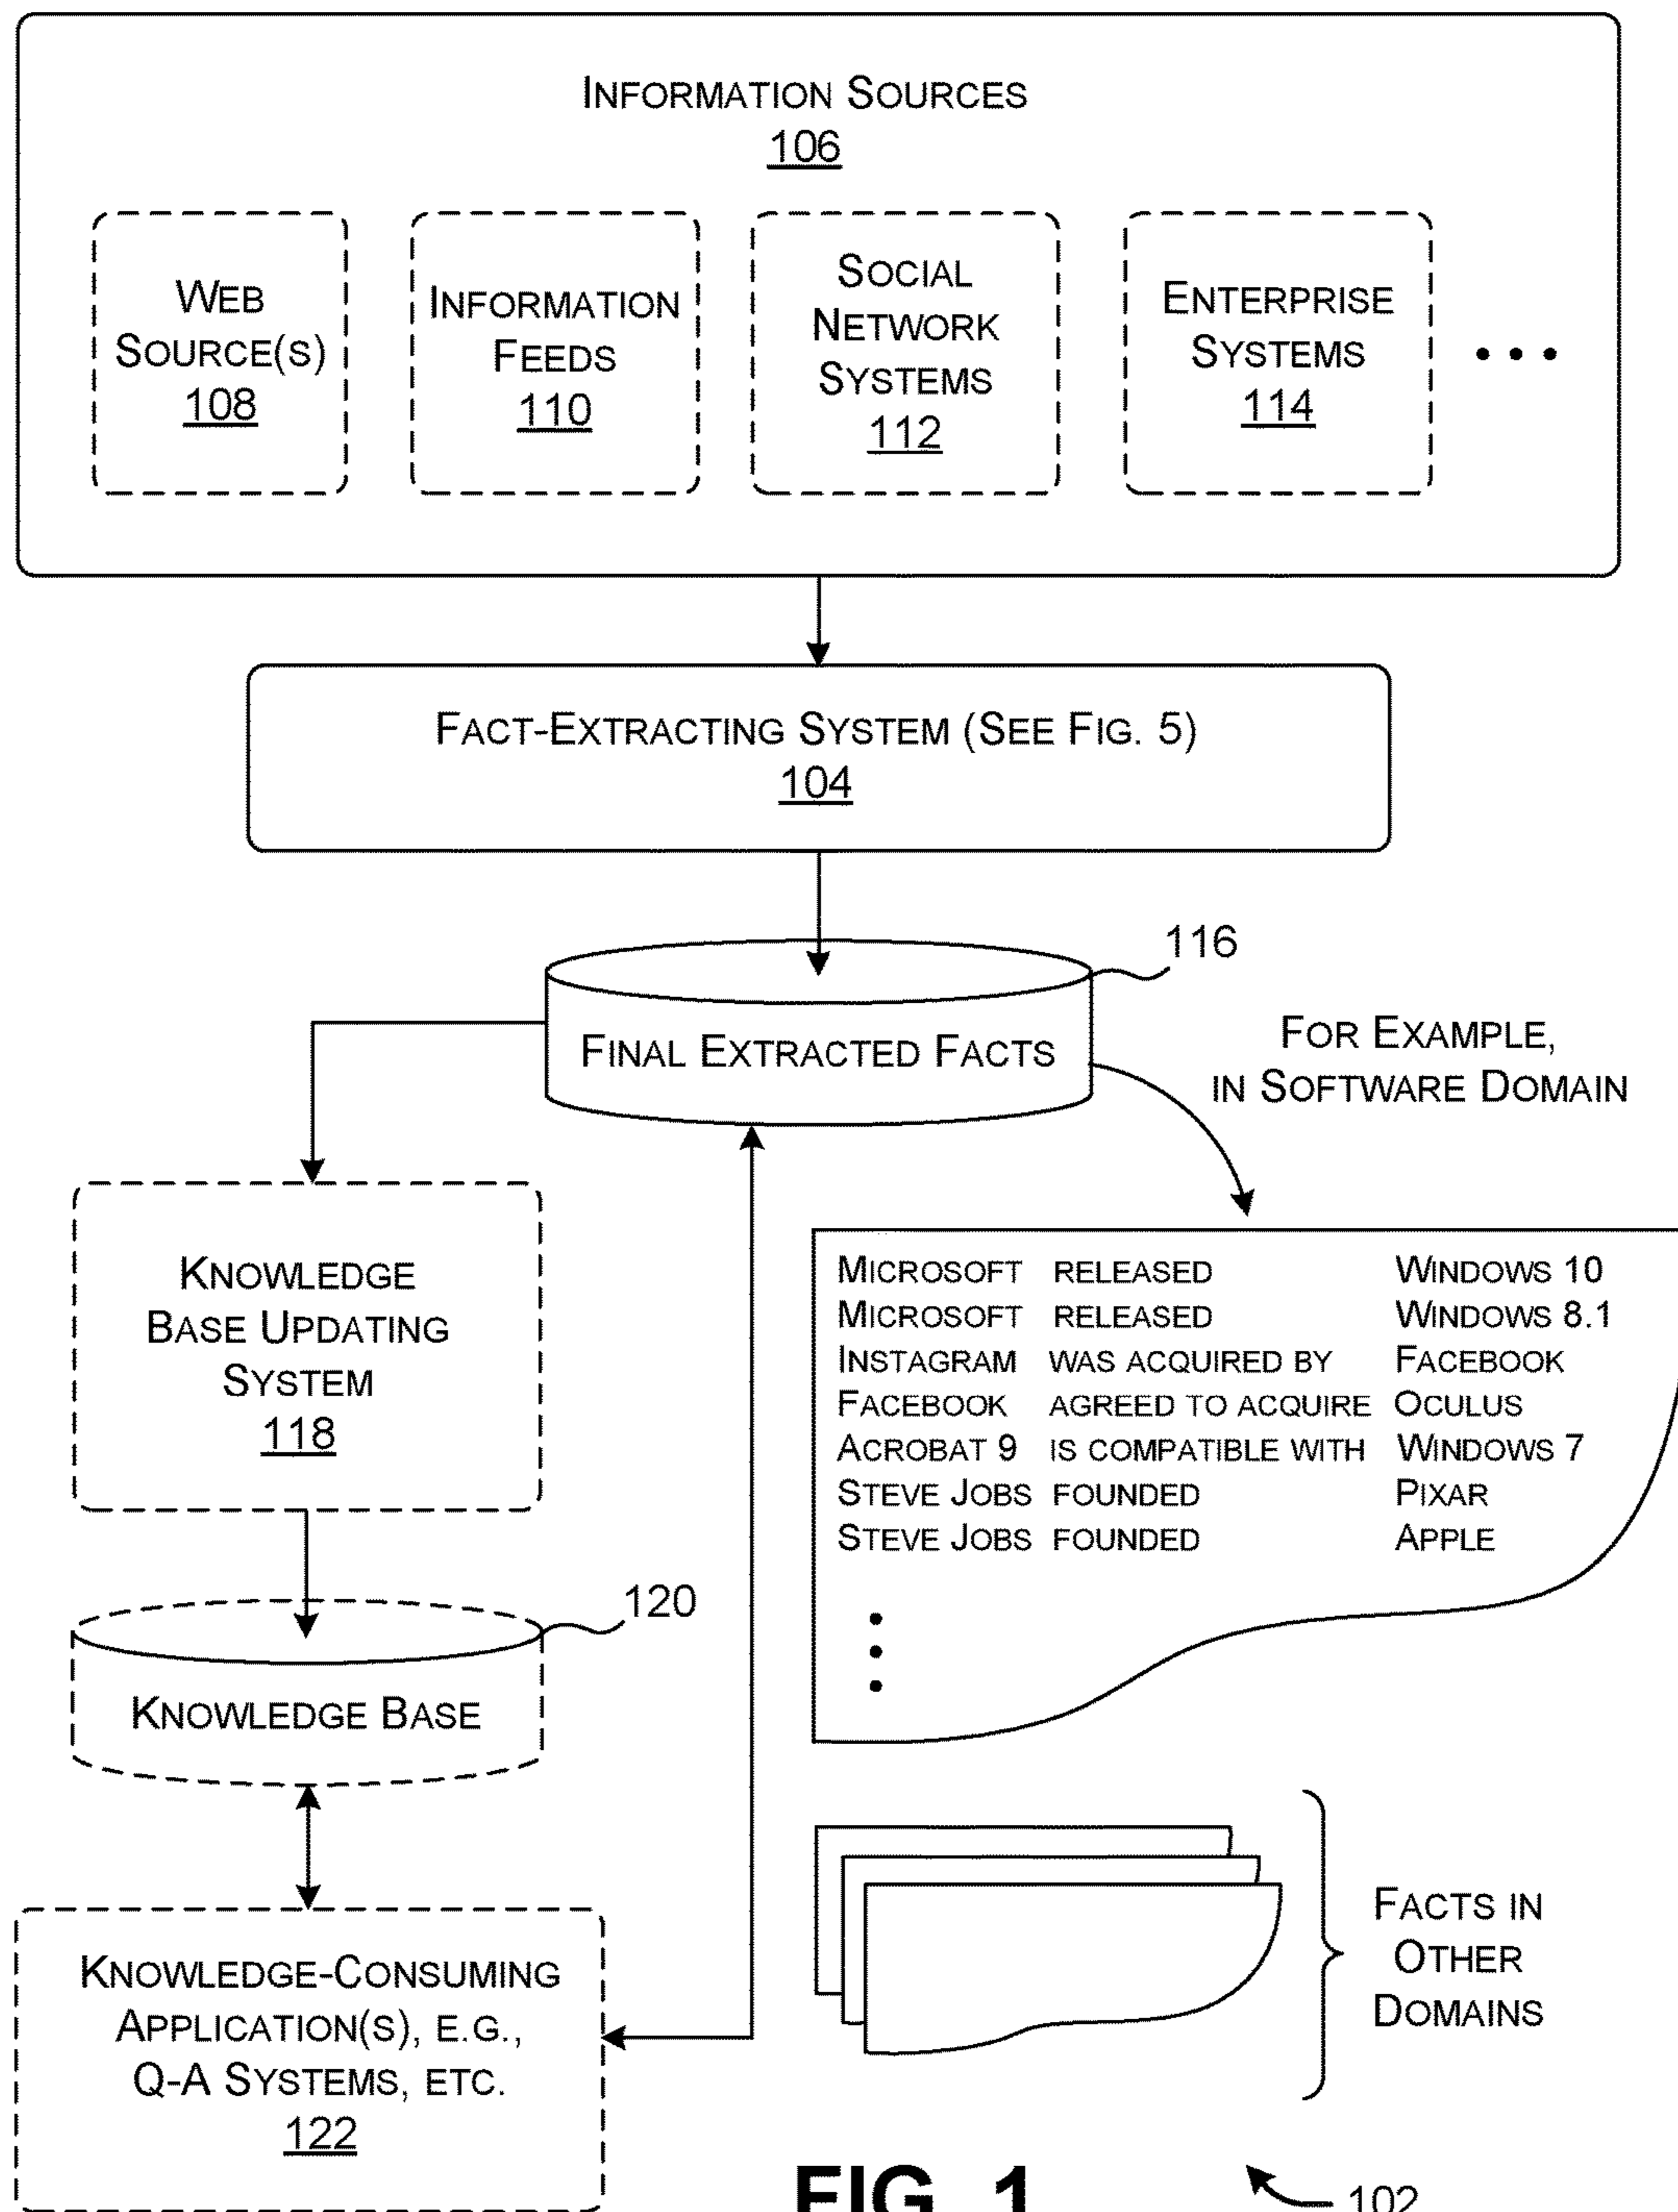 INFORMATION SOURCES
106
WEB
SOURCE(S)
108
INFORMATION
FEEDS
110
SOCIAL
NETWORK
SYSTEMS
112
ENTERPRISE
SYSTEMS
114
FACT-EXTRACTING SYSTEM (SEE FIG. 5)
104
116
FINAL EXTRACTED FACTS
FOR EXAMPLE,
IN SOFTWARE DOMAIN
KNOWLEDGE
BASE UPDATING
SYSTEM
118
MICROSOFT RELEASED WINDOWS 10
MICROSOFT RELEASED WINDOWS 8.1
INSTAGRAM WAS ACQUIRED BY FACEBOOK
FACEBOOK AGREED TO ACQUIRE OCULUS
ACROBAT 9 IS COMPATIBLE WITH WINDOWS 7
STEVE JOBS FOUNDED PIXAR
STEVE JOBS FOUNDED APPLE
120
KNOWLEDGE BASE
KNOWLEDGE-CONSUMING
APPLICATION(S), E.G.,
Q-A SYSTEMS, ETC.
122
FACTS IN
OTHER
DOMAINS
FIG. 1
102